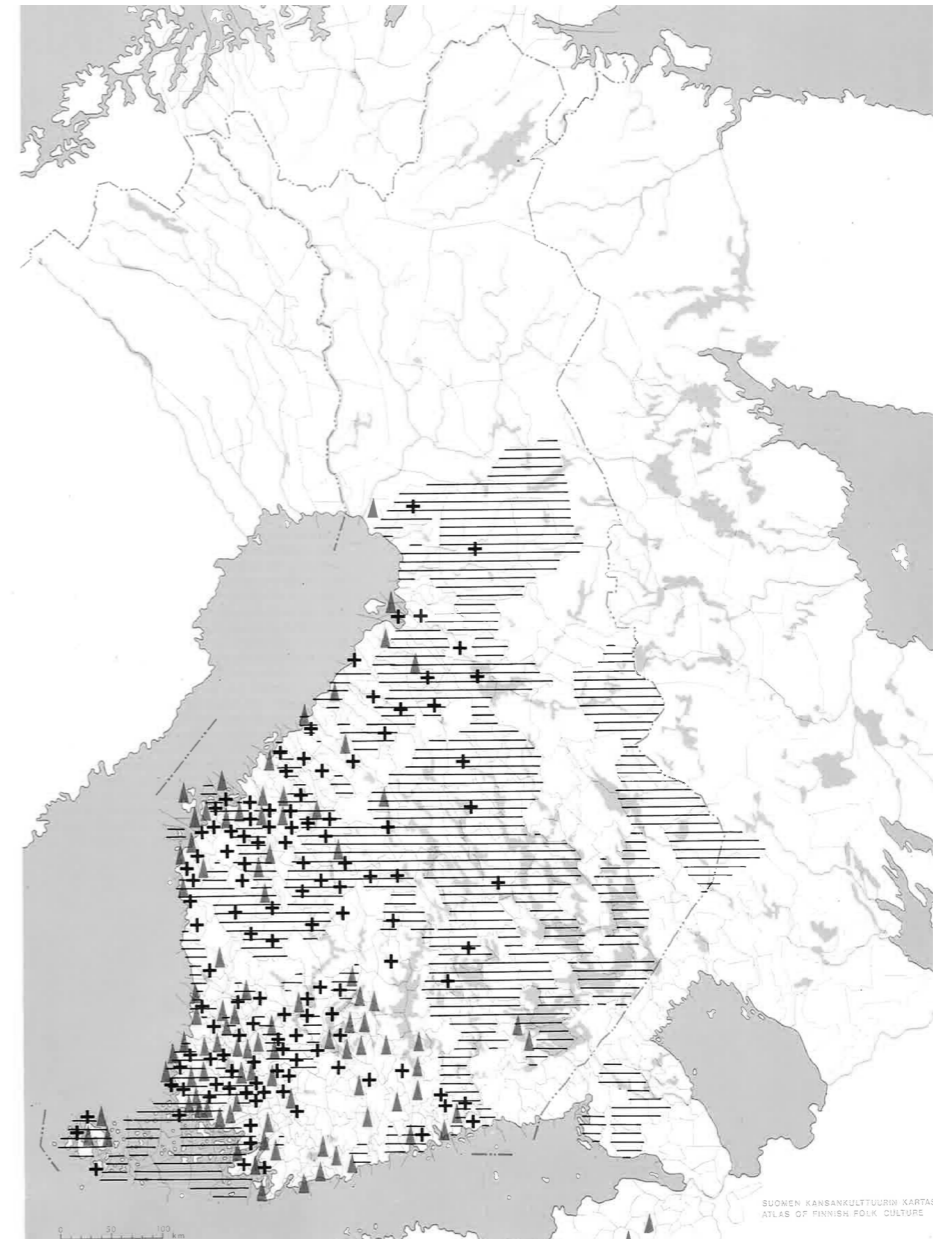 SUOMEN KANSANKULTTUURIN KARTAS
ATLAS OF FINNISH FOLK CULTURE
0 50 100
km